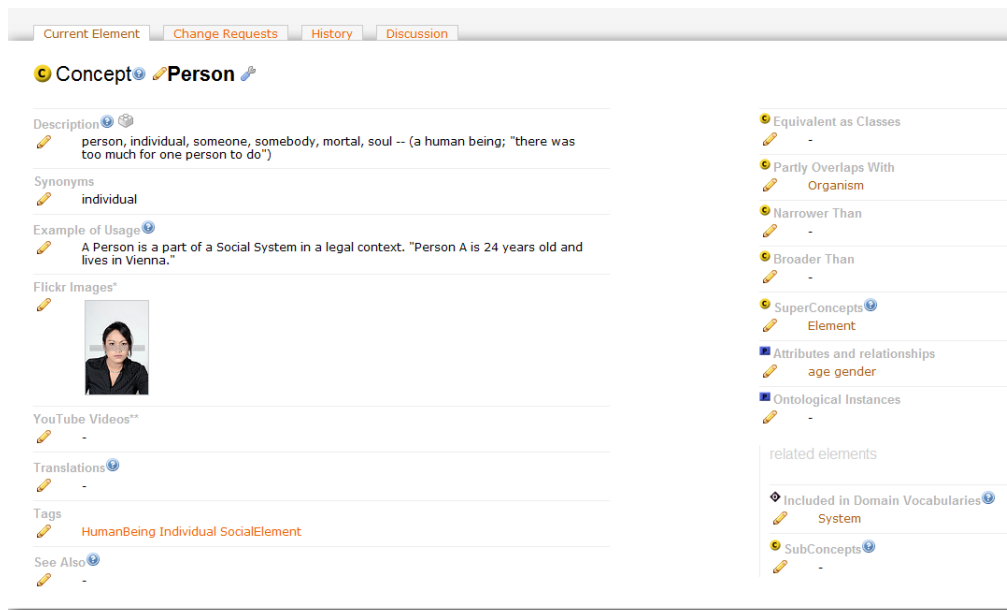 Current Element
Change Requests
History
Discussion
C Concept Person
Description
person, individual, someone, somebody, mortal, soul -- (a human being; "there was
too much for one person to do")
Synonyms
individual
Example of Usage
A Person is a part of a Social System in a legal context. "Person A is 24 years old and
lives in Vienna."
Flickr Images*
YouTube Videos**
-
Translations
-
Tags
HumanBeing Individual SocialElement
See Also
-
C Equivalent as Classes
-
C Partly Overlaps With
Organism
C Narrower Than
-
C Broader Than
-
C SuperConcepts
Element
P Attributes and relationships
age gender
P Ontological Instances
-
related elements
Included in Domain Vocabularies
System
C SubConcepts
-